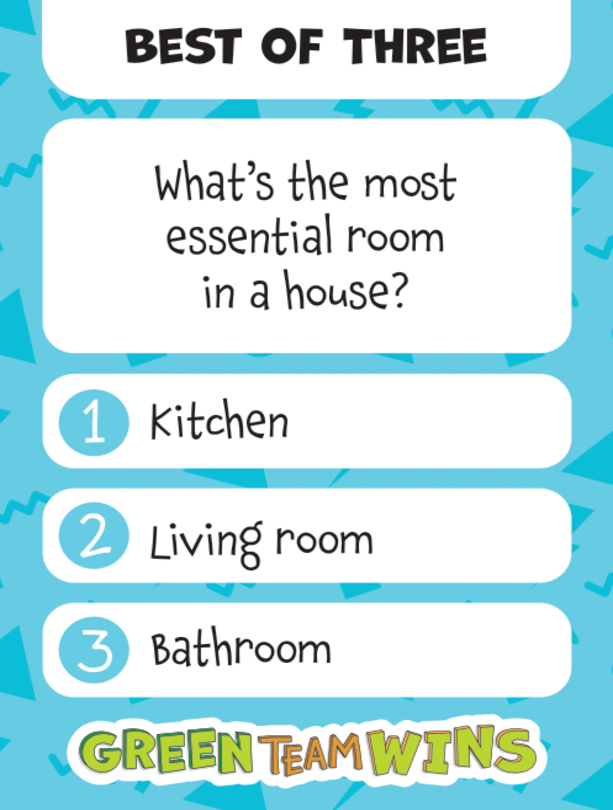 BEST OF THREE
What's the most
essential room
in a house?
1 Kitchen
2 Living room
3 Bathroom
GREEN TEAM WINS